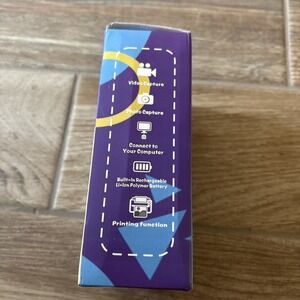 Video Capture
Photo Capture
Connect to
Your Computer
Built-in Rechargeable
Li-ion Polymer Battery
Printing Function